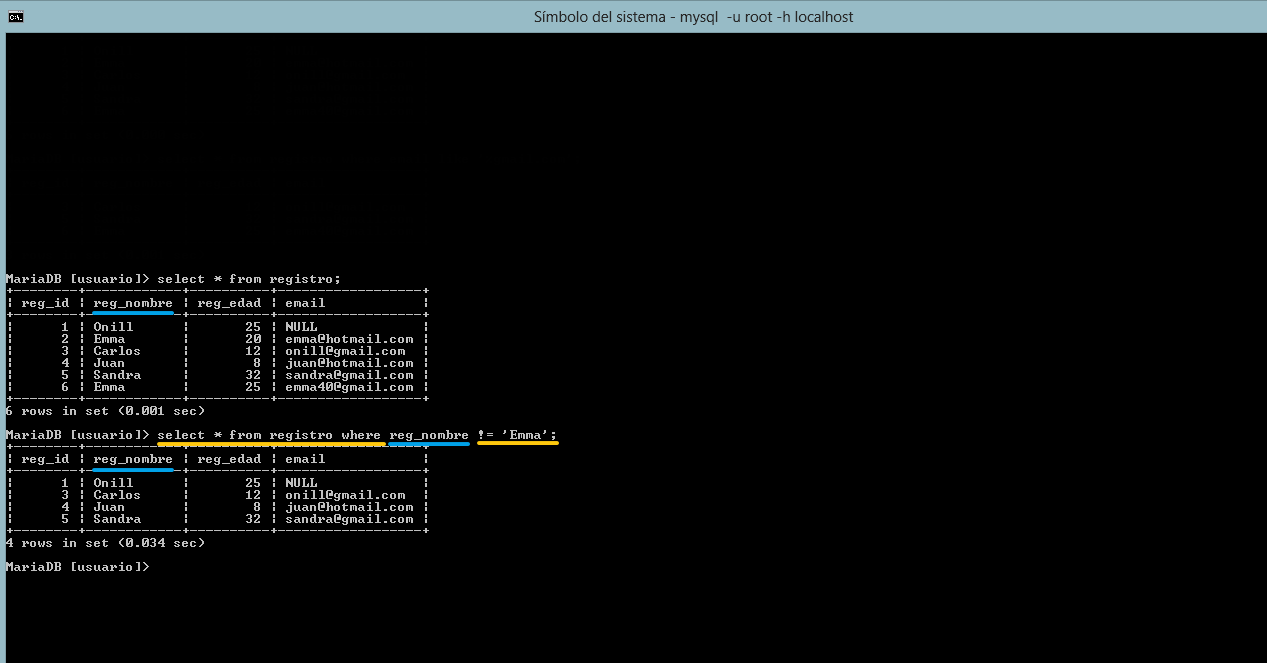 Símbolo del sistema - mysql  -u root -h localhost
MariaDB [usuario]> select * from registro;
+--------+------------+----------+------------------+
| reg_id | reg_nombre | reg_edad | email            |
+--------+------------+----------+------------------+
|      1 | Onill      |       25 | NULL             |
|      2 | Emma       |       20 | emma@hotmail.com |
|      3 | Carlos     |       12 | onill@gmail.com  |
|      4 | Juan       |        8 | juan@hotmail.com |
|      5 | Sandra     |       32 | sandra@gmail.com |
|      6 | Emma       |       25 | emma40@gmail.com |
+--------+------------+----------+------------------+
6 rows in set (0.001 sec)
MariaDB [usuario]> select * from registro where reg_nombre != 'Emma';
+--------+------------+----------+------------------+
| reg_id | reg_nombre | reg_edad | email            |
+--------+------------+----------+------------------+
|      1 | Onill      |       25 | NULL             |
|      3 | Carlos     |       12 | onill@gmail.com  |
|      4 | Juan       |        8 | juan@hotmail.com |
|      5 | Sandra     |       32 | sandra@gmail.com |
+--------+------------+----------+------------------+
4 rows in set (0.034 sec)
MariaDB [usuario]>